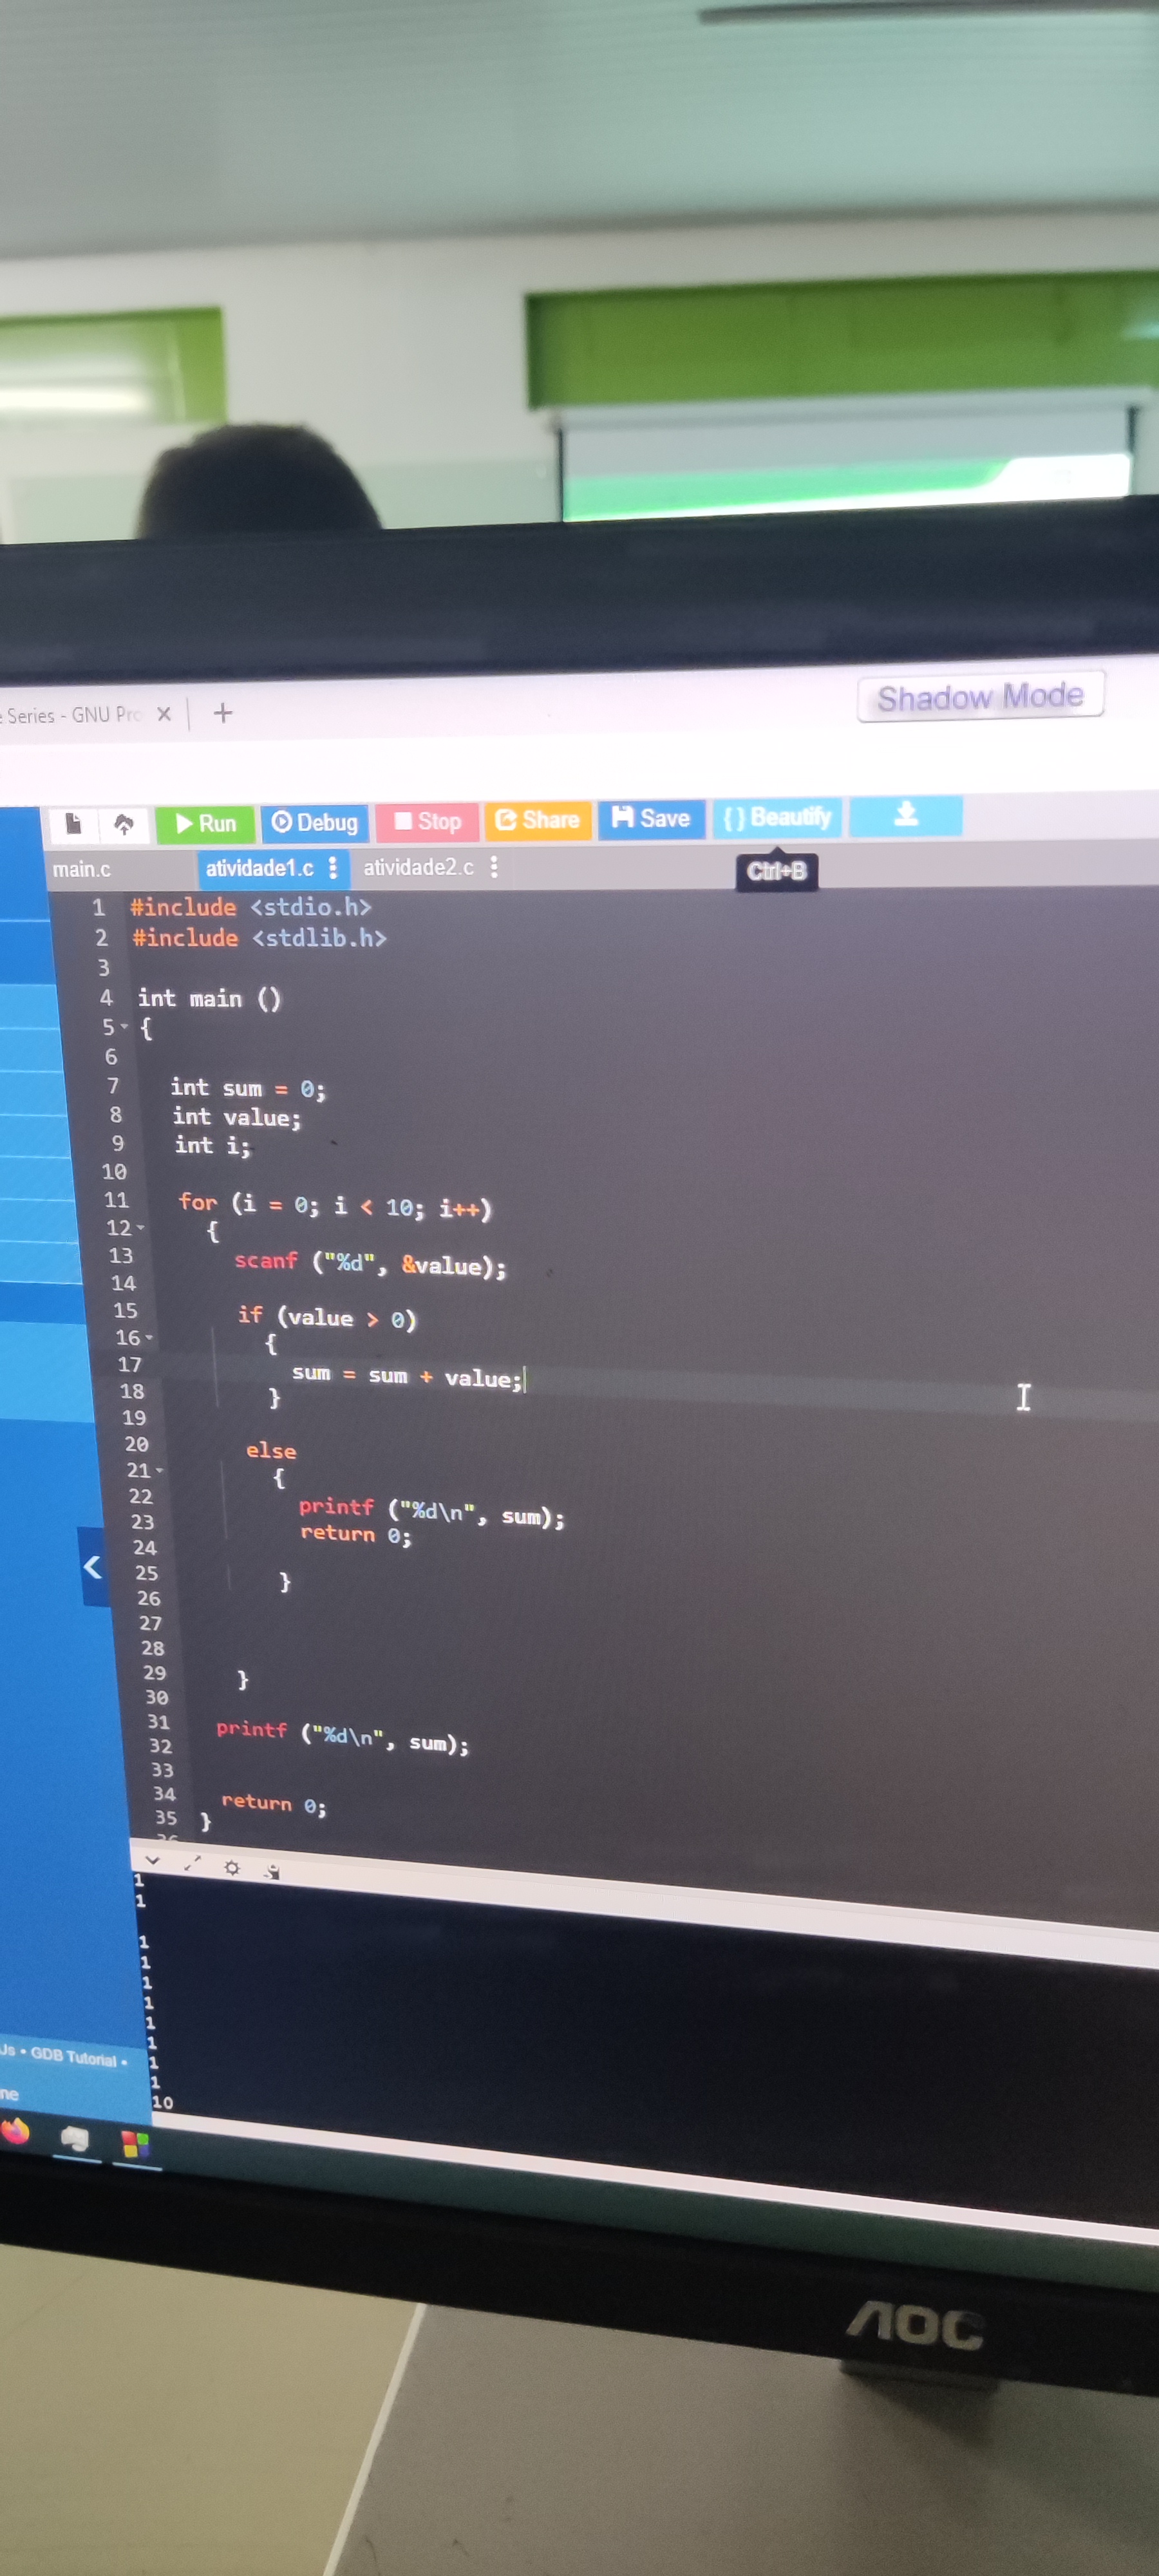 e Series - GNU Pro × +
Shadow Mode
Run Debug Stop Share Save {} Beautify
main.c atividade1.c atividade2.c
Ctrl+B
1 #include <stdio.h>
2 #include <stdlib.h>
3
4 int main ()
5 {
6
7 int sum = 0;
8 int value;
9 int i;
10
11 for (i = 0; i < 10; i++)
12 {
13 scanf ("%d", &value);
14
15 if (value > 0)
16 {
17 sum = sum + value;
18 }
19
20 else
21 {
22 printf ("%d\n", sum);
23 return 0;
24
25 }
26
27
28
29 }
30
31 printf ("%d\n", sum);
32
33
34 return 0;
35 }
36
1
1
1
1
1
1
1
1
1
1
10
Js • GDB Tutorial •
ne
AOC